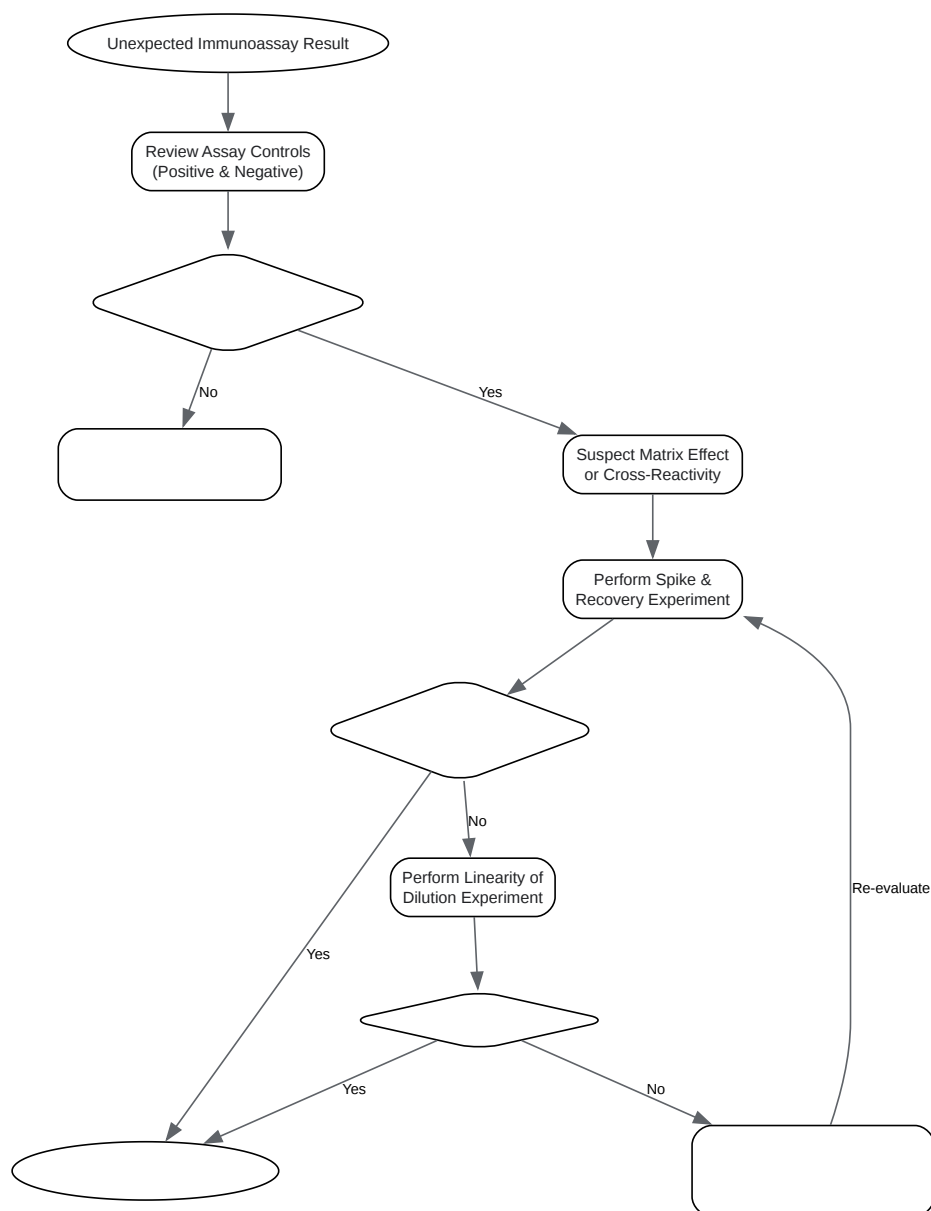 Unexpected Immunoassay Result
Review Assay Controls
(Positive & Negative)
No
Yes
Suspect Matrix Effect
or Cross-Reactivity
Perform Spike &
Recovery Experiment
No
Perform Linearity of
Dilution Experiment
Re-evaluate
Yes
Yes
No